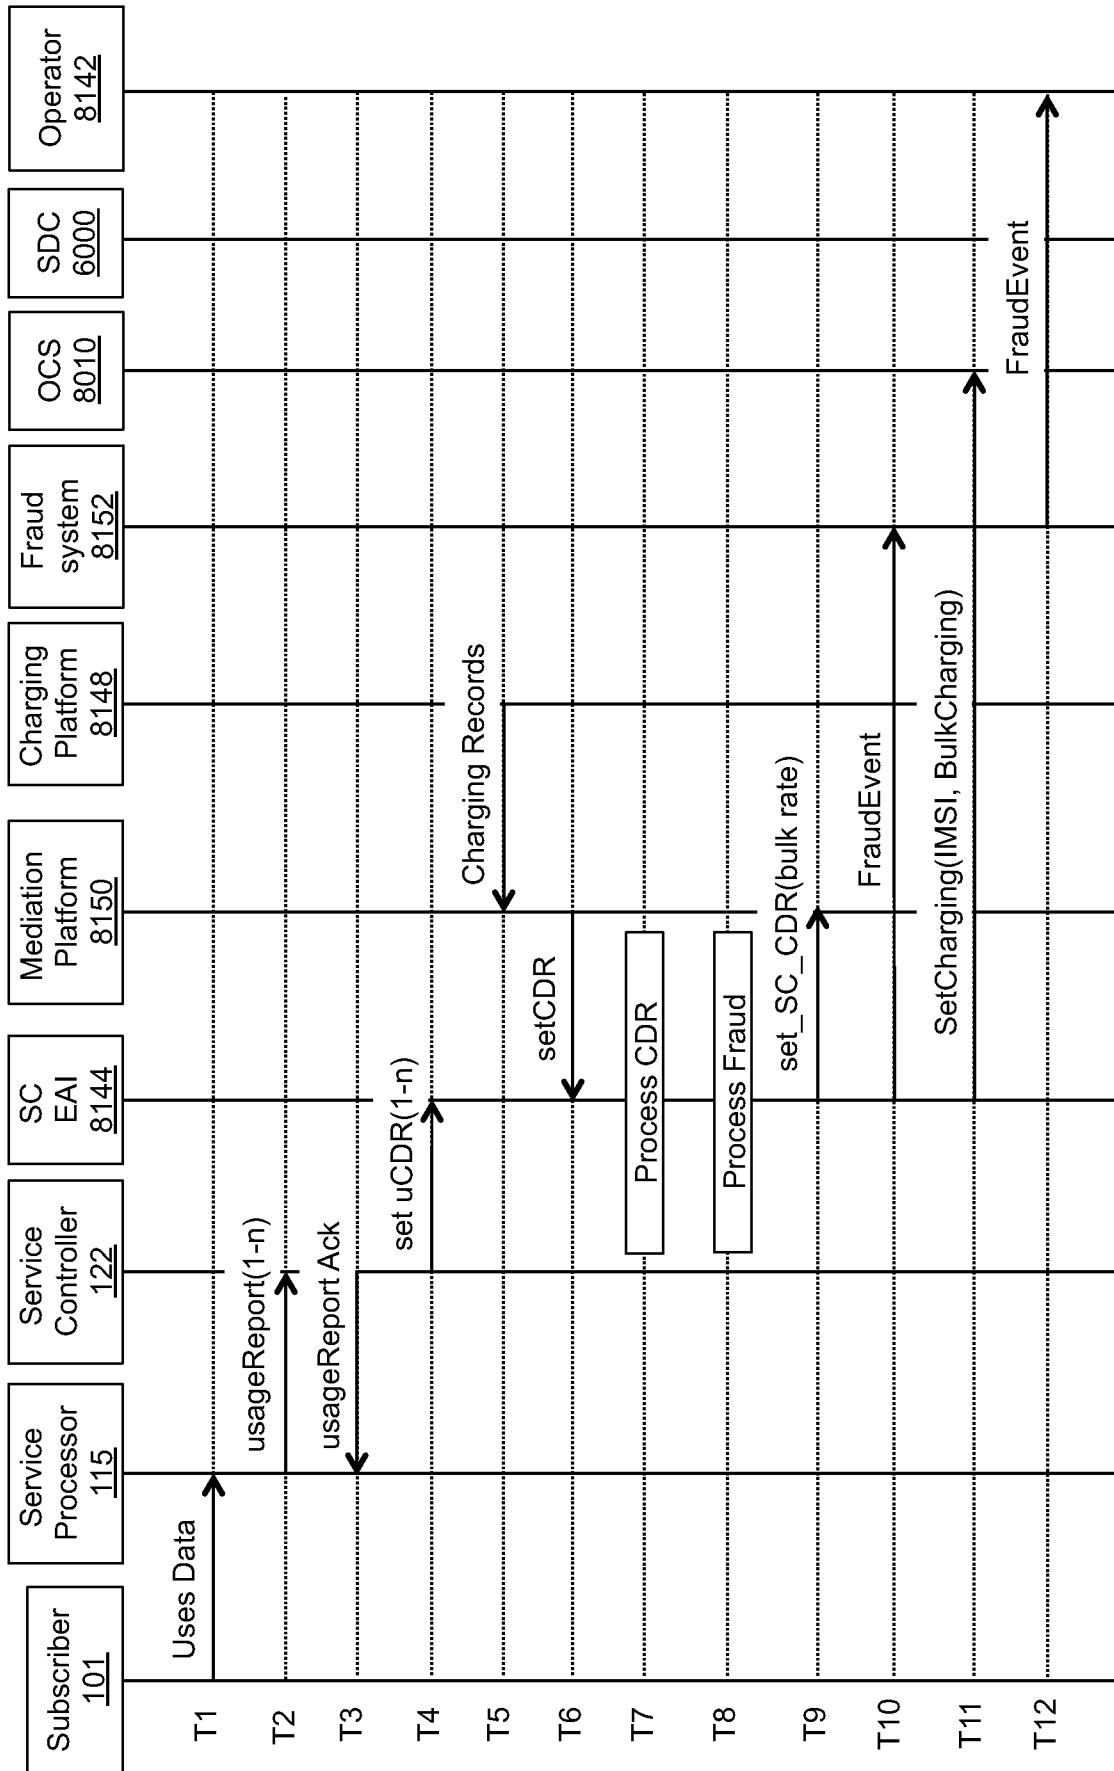 Subscriber
101
Service
Processor
115
Service
Controller
122
SC
EAI
8144
Mediation
Platform
8150
Charging
Platform
8148
Fraud
system
8152
OCS
8010
SDC
6000
Operator
8142
T1
Uses Data
T2
usageReport(1-n)
T3
usageReport Ack
T4
set uCDR(1-n)
T5
Charging Records
T6
setCDR
T7
Process CDR
T8
Process Fraud
T9
set_SC_CDR(bulk rate)
T10
FraudEvent
T11
SetCharging(IMSI, BulkCharging)
T12
FraudEvent